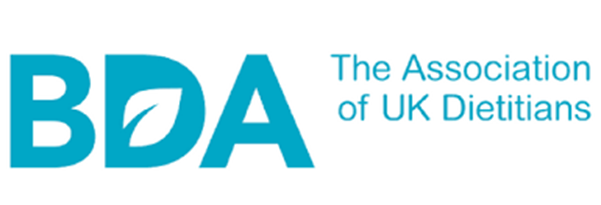 BDA
The Association
of UK Dietitians